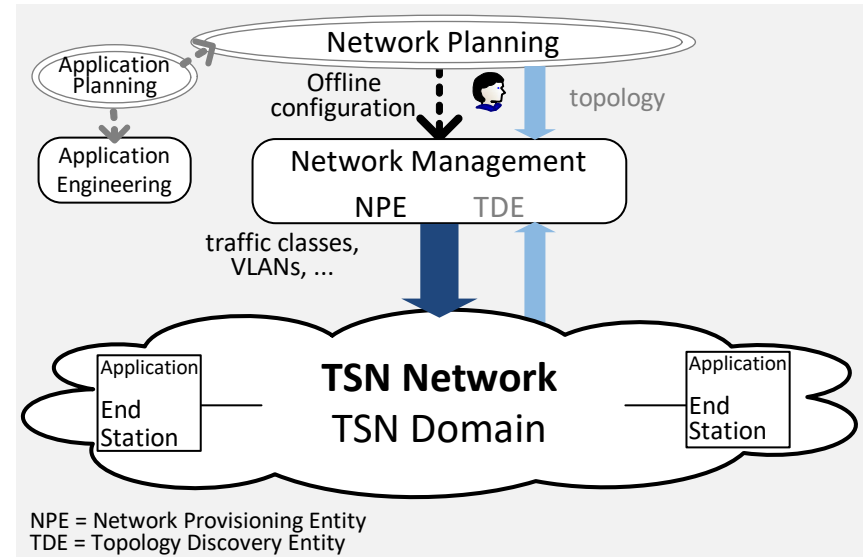 Network Planning
Application
Planning
Offline
configuration
topology
Application
Engineering
Network Management
NPE TDE
traffic classes,
VLANs, ...
Application
End
Station
TSN Network
TSN Domain
Application
End
Station
NPE = Network Provisioning Entity
TDE = Topology Discovery Entity